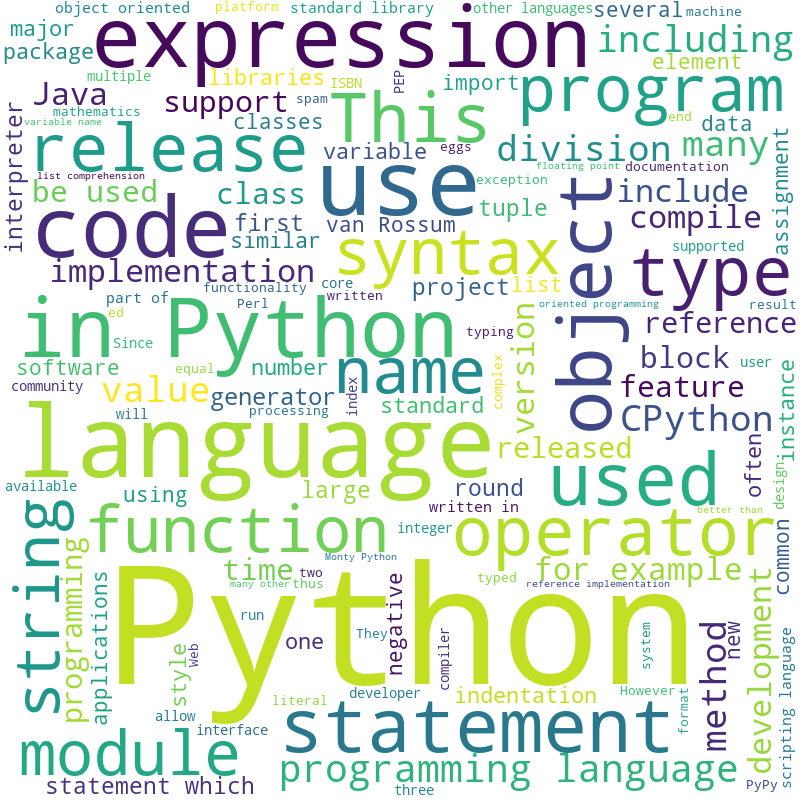 object oriented
platform
standard library
other languages
several
machine
major
package
expression
including
element
multiple
libraries
ISBN
PEP
import
Java
support
spam
This
program
mathematics
variable name
classes
data
end
interpreter
release
variable
eggs
division
many
assignment
list comprehension
use
exception
floating point
documentation
be used
class
tuple
object
include
code
first
van Rossum
compile
similar
syntax
supported
implementation
functionality
core
project
list
type
part of
Perl
written
oriented programming
result
in Python
ed
Since
typing
version
reference
software
equal
number
name
complex
block
user
community
value
generator
index
standard
feature
instance
will
processing
CPython
language
released
often
design
available
using
large
round
used
string
written in
better than
function
integer
operator
common
programming
Monty Python
time
two
for example
many other
thus
typed
reference implementation
Python
applications
run
negative
development
style
Web
one
They
compiler
system
method
new
scripting language
developer
indentation
However
literal
format
allow
interface
statement
module
programming language
statement which
three
PyPy